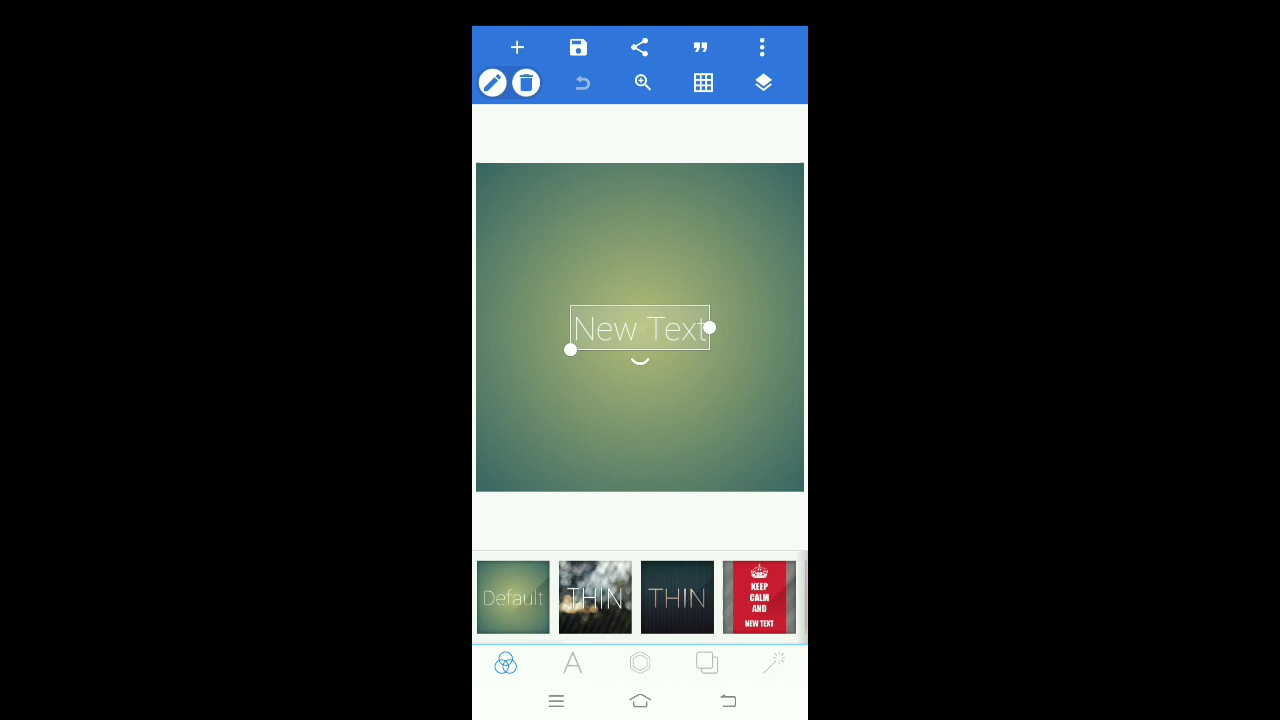 New Text
Default
THIN
THIN
KEEP
CALM
AND
NEW TEXT